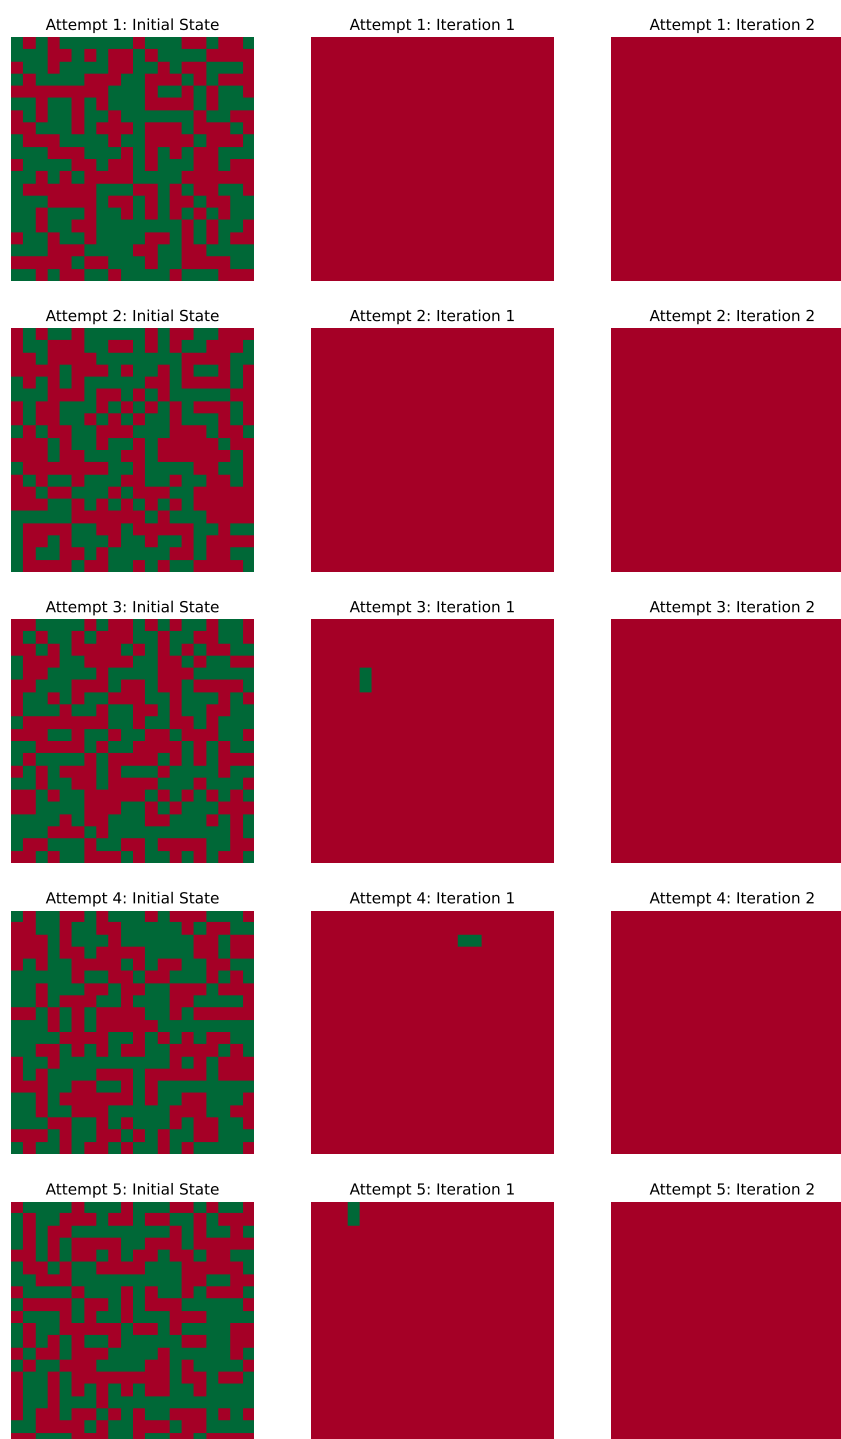 Attempt 1: Initial State
Attempt 1: Iteration 1
Attempt 1: Iteration 2
Attempt 2: Initial State
Attempt 2: Iteration 1
Attempt 2: Iteration 2
Attempt 3: Initial State
Attempt 3: Iteration 1
Attempt 3: Iteration 2
Attempt 4: Initial State
Attempt 4: Iteration 1
Attempt 4: Iteration 2
Attempt 5: Initial State
Attempt 5: Iteration 1
Attempt 5: Iteration 2